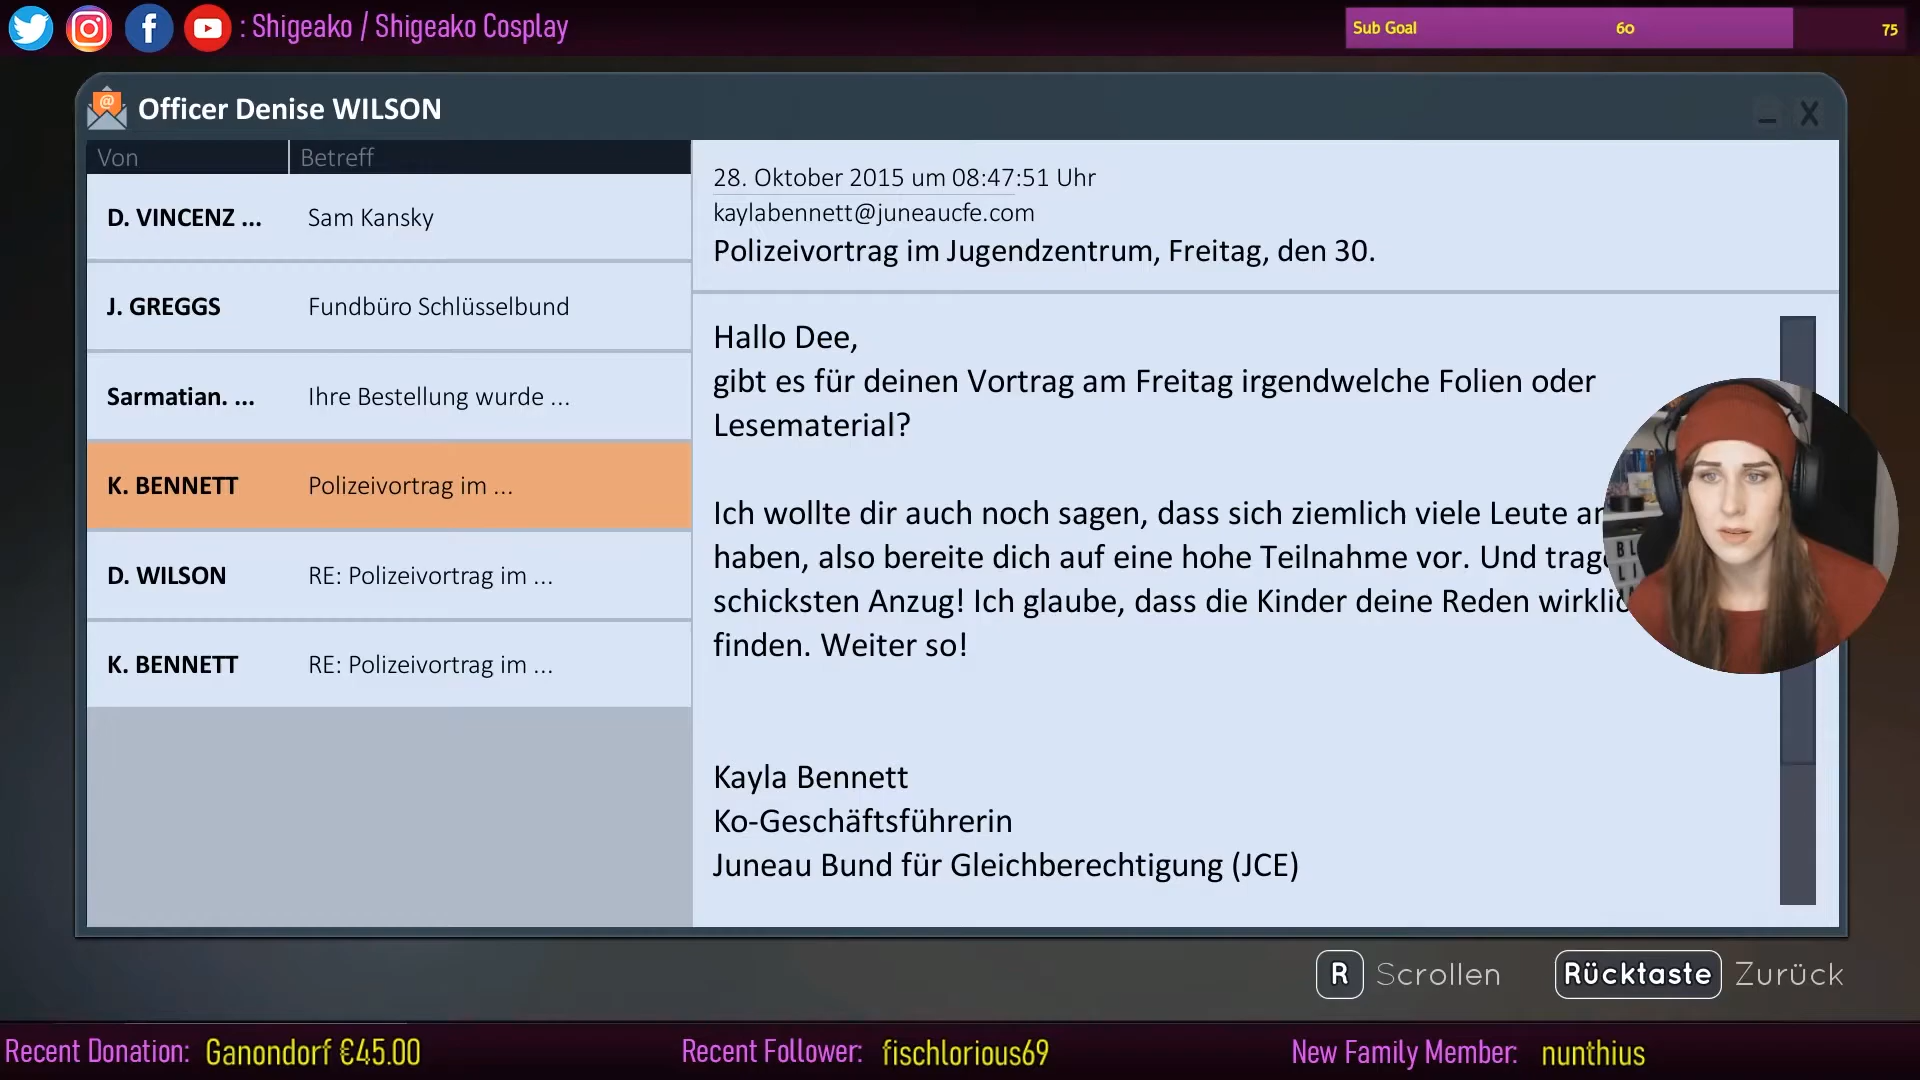 : Shigeako / Shigeako Cosplay
Sub Goal 60 75
Officer Denise WILSON
Von Betreff
D. VINCENZ ... Sam Kansky
J. GREGGS Fundbüro Schlüsselbund
Sarmatian. ... Ihre Bestellung wurde ...
K. BENNETT Polizeivortrag im ...
D. WILSON RE: Polizeivortrag im ...
K. BENNETT RE: Polizeivortrag im ...
28. Oktober 2015 um 08:47:51 Uhr
kaylabennett@juneaucfe.com
Polizeivortrag im Jugendzentrum, Freitag, den 30.
Hallo Dee,
gibt es für deinen Vortrag am Freitag irgendwelche Folien oder
Lesematerial?
Ich wollte dir auch noch sagen, dass sich ziemlich viele Leute
haben, also bereite dich auf eine hohe Teilnahme vor. Und
schicksten Anzug! Ich glaube, dass die Kinder deine Reden
finden. Weiter so!
Kayla Bennett
Ko-Geschäftsführerin
Juneau Bund für Gleichberechtigung (JCE)
R Scrollen Rücktaste Zurück
Recent Donation: Ganondorf €45.00
Recent Follower: fischlorious69
New Family Member: nunthius